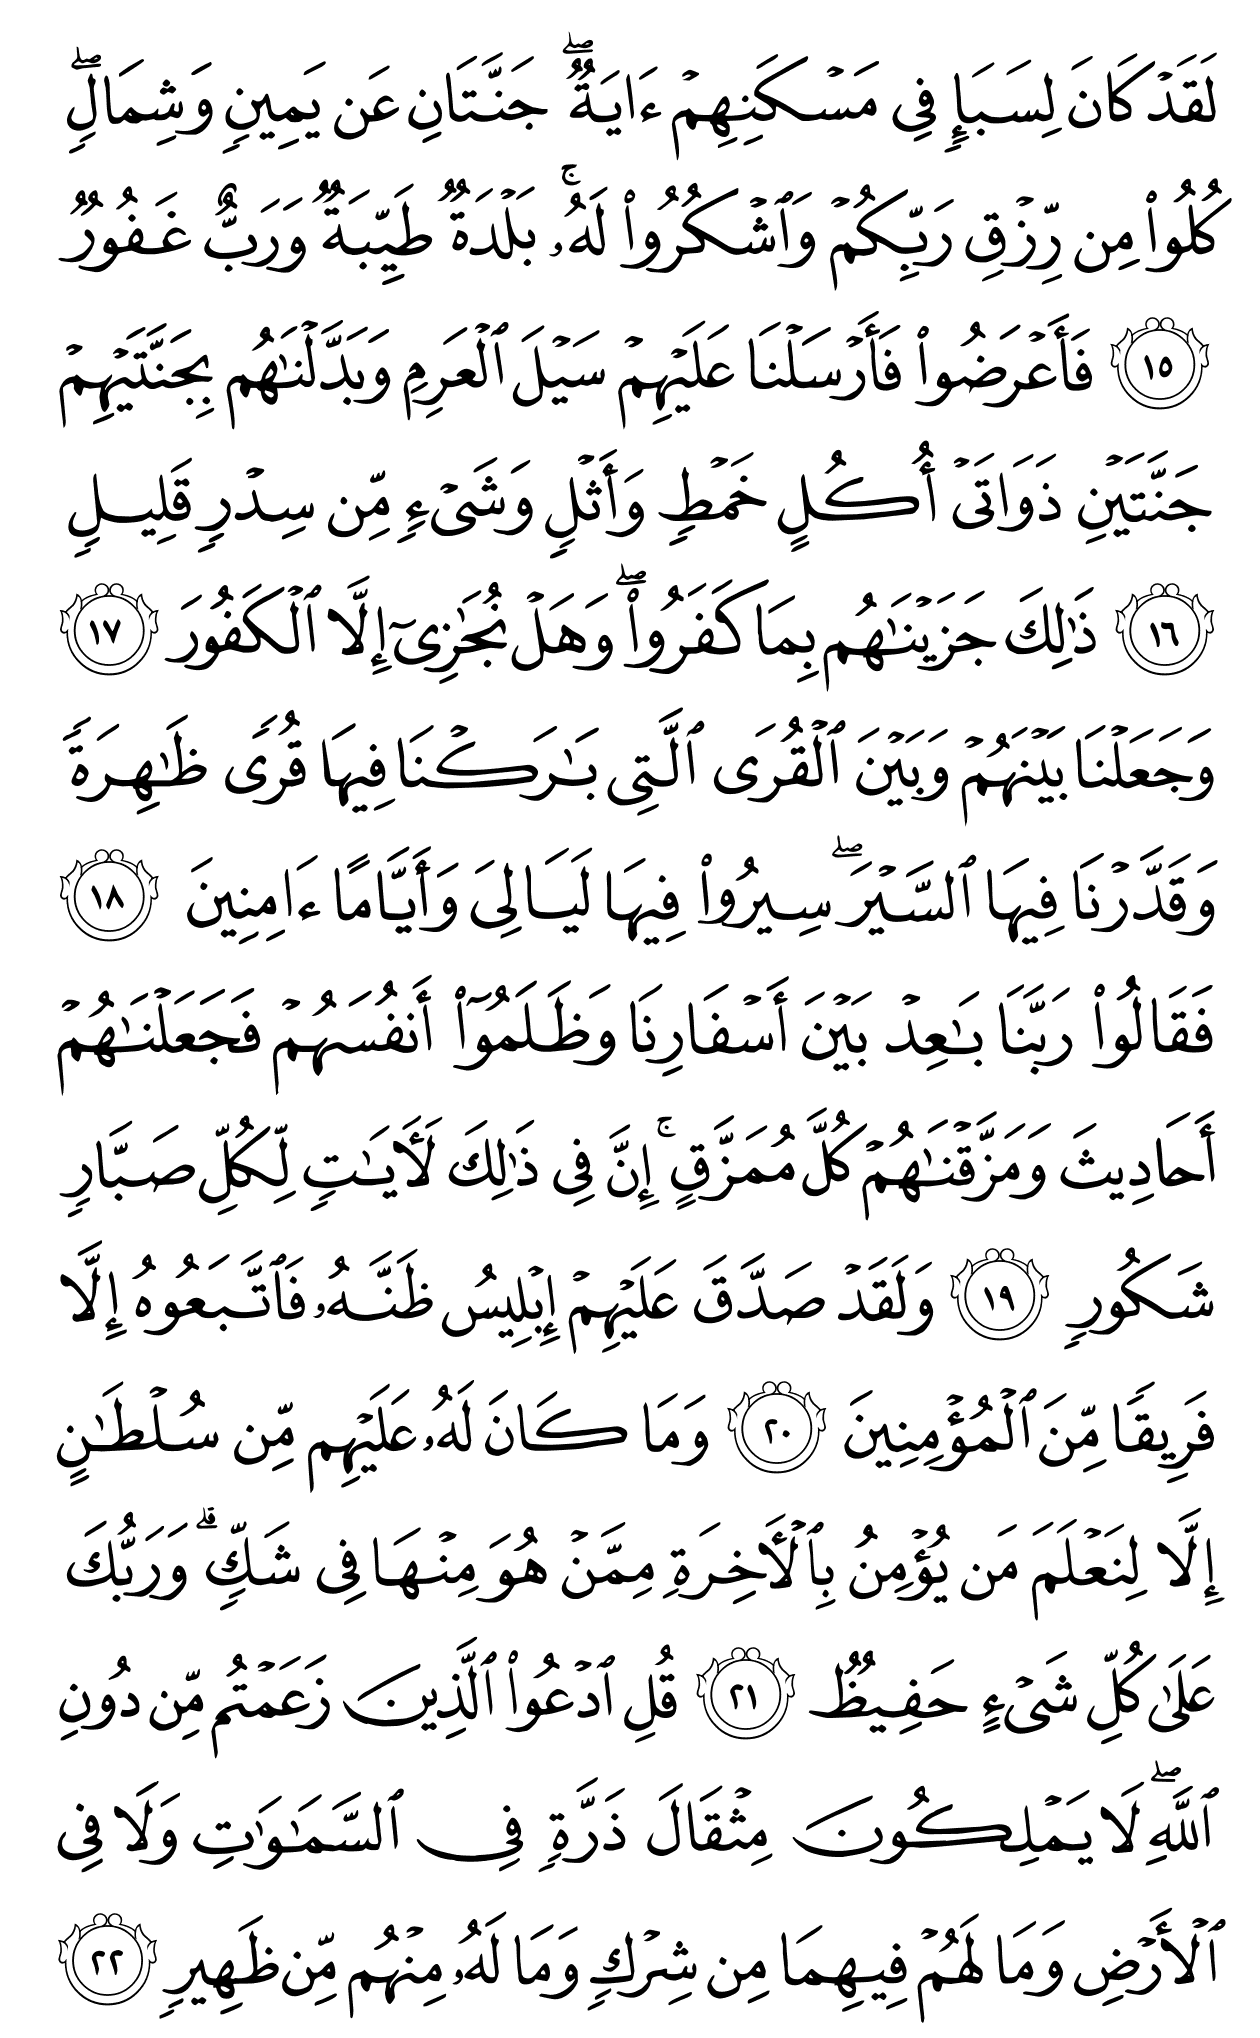 لَقَدۡ كَانَ لِسَبَإٖ فِي مَسۡكَنِهِمۡ ءَايَةٞۖ جَنَّتَانِ عَن يَمِينٖ وَشِمَالٖۖ
كُلُواْ مِن رِّزۡقِ رَبِّكُمۡ وَٱشۡكُرُواْ لَهُۥۚ بَلۡدَةٞ طَيِّبَةٞ وَرَبٌّ غَفُورٞ
١٥ فَأَعۡرَضُواْ فَأَرۡسَلۡنَا عَلَيۡهِمۡ سَيۡلَ ٱلۡعَرِمِ وَبَدَّلۡنَٰهُم بِجَنَّتَيۡهِمۡ
جَنَّتَيۡنِ ذَوَاتَيۡ أُكُلٍ خَمۡطٖ وَأَثۡلٖ وَشَيۡءٖ مِّن سِدۡرٖ قَلِيلٖ
١٦ ذَٰلِكَ جَزَيۡنَٰهُم بِمَا كَفَرُواْۖ وَهَلۡ نُجَٰزِيٓ إِلَّا ٱلۡكَفُورَ ١٧
وَجَعَلۡنَا بَيۡنَهُمۡ وَبَيۡنَ ٱلۡقُرَى ٱلَّتِي بَٰرَكۡنَا فِيهَا قُرٗى ظَٰهِرَةٗ
وَقَدَّرۡنَا فِيهَا ٱلسَّيۡرَۖ سِيرُواْ فِيهَا لَيَالِيَ وَأَيَّامًا ءَامِنِينَ ١٨
فَقَالُواْ رَبَّنَا بَٰعِدۡ بَيۡنَ أَسۡفَارِنَا وَظَلَمُوٓاْ أَنفُسَهُمۡ فَجَعَلۡنَٰهُمۡ
أَحَادِيثَ وَمَزَّقۡنَٰهُمۡ كُلَّ مُمَزَّقٍۚ إِنَّ فِي ذَٰلِكَ لَأٓيَٰتٖ لِّكُلِّ صَبَّارٖ
شَكُورٖ ١٩ وَلَقَدۡ صَدَّقَ عَلَيۡهِمۡ إِبۡلِيسُ ظَنَّهُۥ فَٱتَّبَعُوهُ إِلَّا
فَرِيقٗا مِّنَ ٱلۡمُؤۡمِنِينَ ٢٠ وَمَا كَانَ لَهُۥ عَلَيۡهِم مِّن سُلۡطَٰنٍ
إِلَّا لِنَعۡلَمَ مَن يُؤۡمِنُ بِٱلۡأٓخِرَةِ مِمَّنۡ هُوَ مِنۡهَا فِي شَكّٖۗ وَرَبُّكَ
عَلَىٰ كُلِّ شَيۡءٍ حَفِيظٞ ٢١ قُلِ ٱدۡعُواْ ٱلَّذِينَ زَعَمۡتُم مِّن دُونِ
ٱللَّهِۖ لَا يَمۡلِكُونَ مِثۡقَالَ ذَرَّةٖ فِي ٱلسَّمَٰوَٰتِ وَلَا فِي
ٱلۡأَرۡضِ وَمَا لَهُمۡ فِيهِمَا مِن شِرۡكٖ وَمَا لَهُۥ مِنۡهُم مِّن ظَهِيرٖ ٢٢